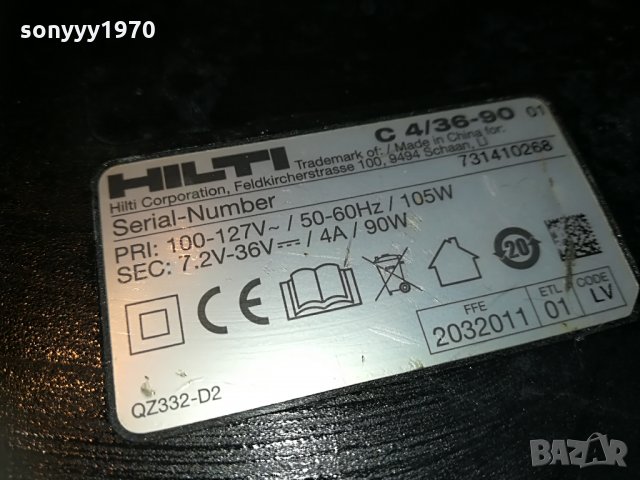 sonyyy1970
HILTI
C 4/36-90 01
Trademark of: / Made in China for:
Hilti Corporation, Feldkircherstrasse 100, 9494 Schaan, LI
Serial-Number
731410268
PRI: 100-127V~ / 50-60Hz / 105W
SEC: 7.2V-36V⎓ / 4A / 90W
20
CE
FFE
ETL
CODE
2032011
01
LV
QZ332-D2
BAZAR